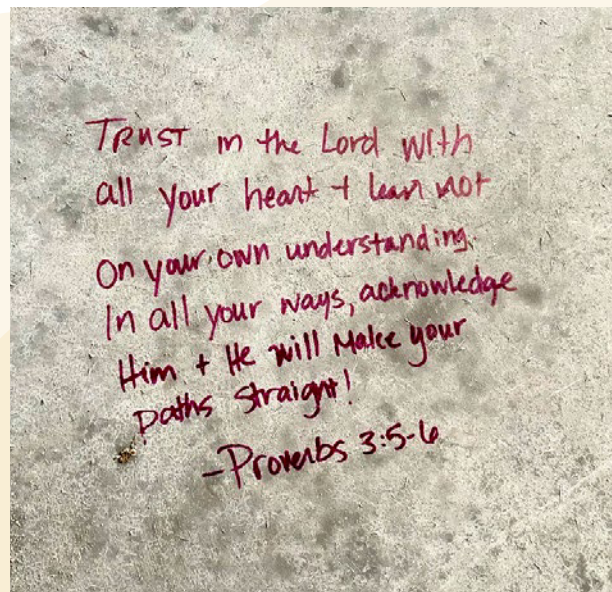 TRUST in the Lord with
all your heart + lean not
On your own understanding.
In all your ways, acknowledge
Him + He will Make your
paths straight!
-Proverbs 3:5-6